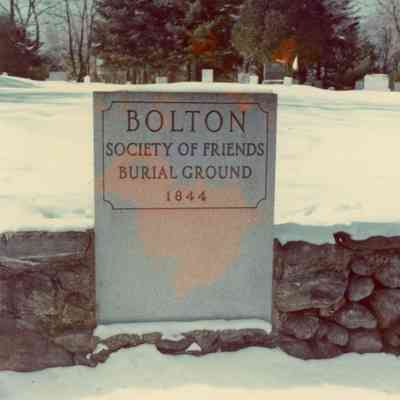 BOLTON
SOCIETY OF FRIENDS
BURIAL GROUND
1844